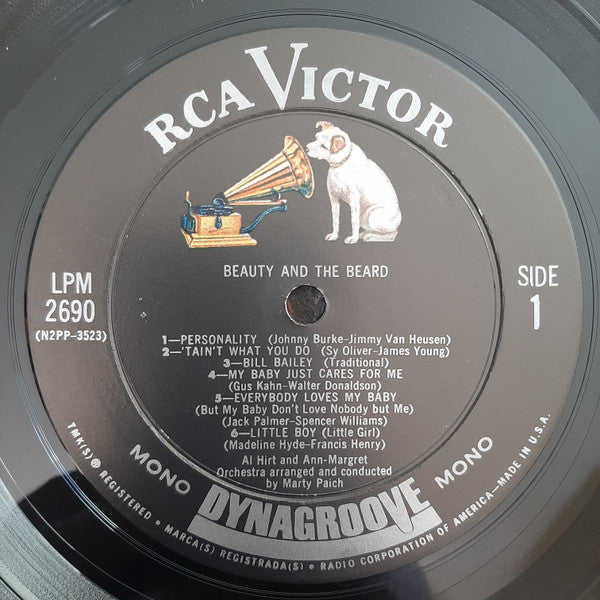 RCA VICTOR
BEAUTY AND THE BEARD
LPM
2690
(N2PP-3523)
SIDE
1
1—PERSONALITY (Johnny Burke-Jimmy Van Heusen)
2—'TAIN'T WHAT YOU DO (Sy Oliver-James Young)
3—BILL BAILEY (Traditional)
4—MY BABY JUST CARES FOR ME
(Gus Kahn-Walter Donaldson)
5—EVERYBODY LOVES MY BABY
(But My Baby Don't Love Nobody but Me)
(Jack Palmer-Spencer Williams)
6—LITTLE BOY (Little Girl)
(Madeline Hyde-Francis Henry)
Al Hirt and Ann-Margret
Orchestra arranged and conducted
by Marty Paich
MONO
DYNAGROOVE
MONO
TMK(S) ® REGISTERED • MARCA(S) REGISTRADA(S) • RADIO CORPORATION OF AMERICA—MADE IN U.S.A.